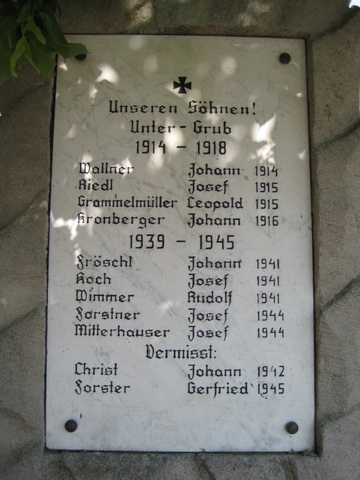 Unseren Söhnen!
Unter-Grub
1914 - 1918
Wallner Johann 1914
Riedl Josef 1915
Grammelmüller Leopold 1915
Kronberger Johann 1916
1939 - 1945
Fröschl Johann 1941
Koch Josef 1941
Wimmer Rudolf 1941
Forstner Josef 1944
Mitterhauser Josef 1944
Vermisst:
Christ Johann 1942
Forster Gerfried 1945